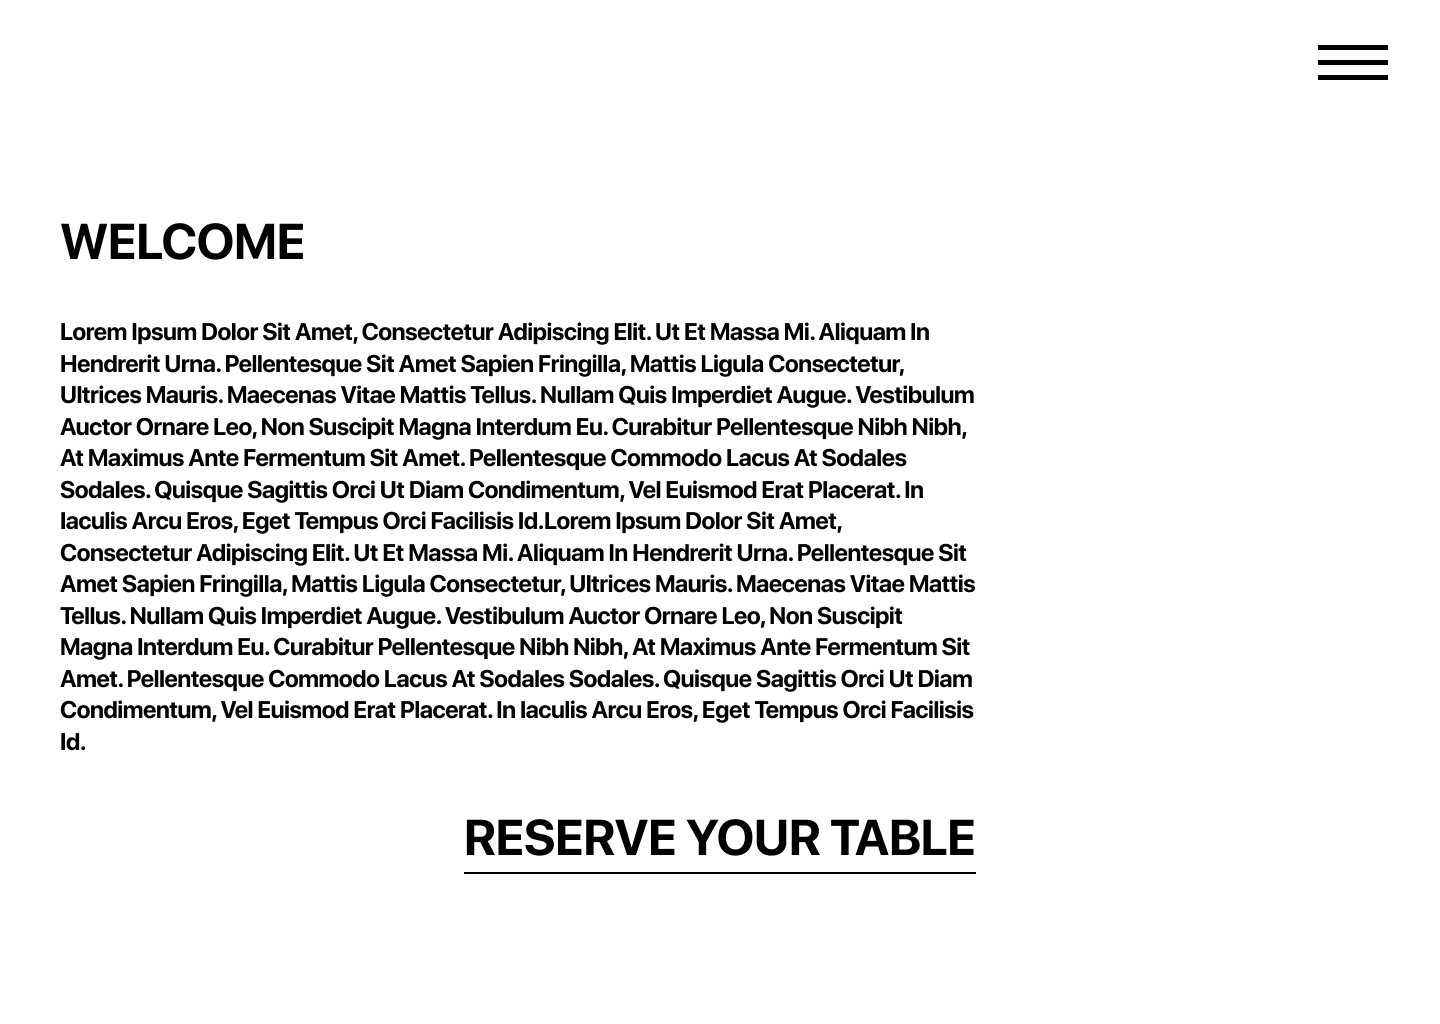 WELCOME
Lorem Ipsum Dolor Sit Amet, Consectetur Adipiscing Elit. Ut Et Massa Mi. Aliquam In
Hendrerit Urna. Pellentesque Sit Amet Sapien Fringilla, Mattis Ligula Consectetur,
Ultrices Mauris. Maecenas Vitae Mattis Tellus. Nullam Quis Imperdiet Augue. Vestibulum
Auctor Ornare Leo, Non Suscipit Magna Interdum Eu. Curabitur Pellentesque Nibh Nibh,
At Maximus Ante Fermentum Sit Amet. Pellentesque Commodo Lacus At Sodales
Sodales. Quisque Sagittis Orci Ut Diam Condimentum, Vel Euismod Erat Placerat. In
Iaculis Arcu Eros, Eget Tempus Orci Facilisis Id.Lorem Ipsum Dolor Sit Amet,
Consectetur Adipiscing Elit. Ut Et Massa Mi. Aliquam In Hendrerit Urna. Pellentesque Sit
Amet Sapien Fringilla, Mattis Ligula Consectetur, Ultrices Mauris. Maecenas Vitae Mattis
Tellus. Nullam Quis Imperdiet Augue. Vestibulum Auctor Ornare Leo, Non Suscipit
Magna Interdum Eu. Curabitur Pellentesque Nibh Nibh, At Maximus Ante Fermentum Sit
Amet. Pellentesque Commodo Lacus At Sodales Sodales. Quisque Sagittis Orci Ut Diam
Condimentum, Vel Euismod Erat Placerat. In Iaculis Arcu Eros, Eget Tempus Orci Facilisis
Id.
RESERVE YOUR TABLE